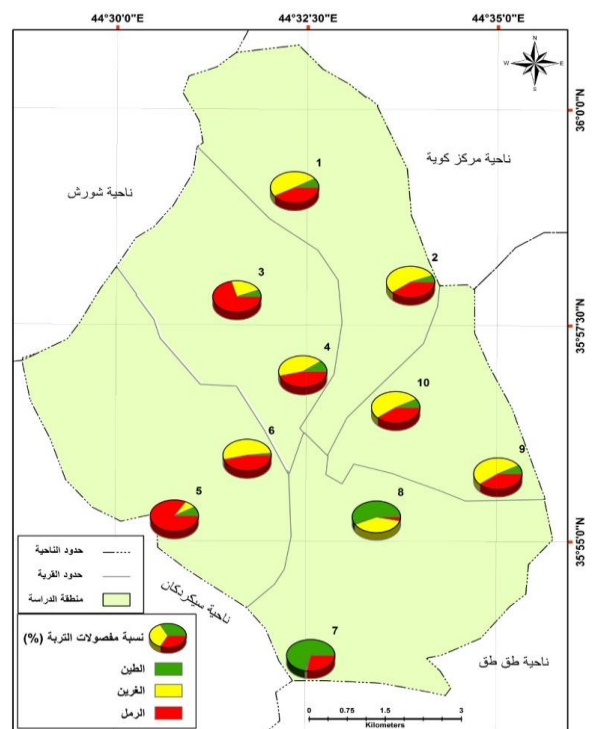 44°30'0"E
44°32'30"E
44°35'0"E
N
W
E
S
36°0'0"N
35°57'30"N
35°55'0"N
ناحية شورش
ناحية مركز كوية
1
2
3
4
10
6
9
5
8
7
ناحية سيكردكان
ناحية طق طق
حدود الناحية
حدود القرية
منطقة الدراسة
نسبة مفصولات التربة (%)
الطين
الغرين
الرمل
0 0.75 1.5 3
Kilometers